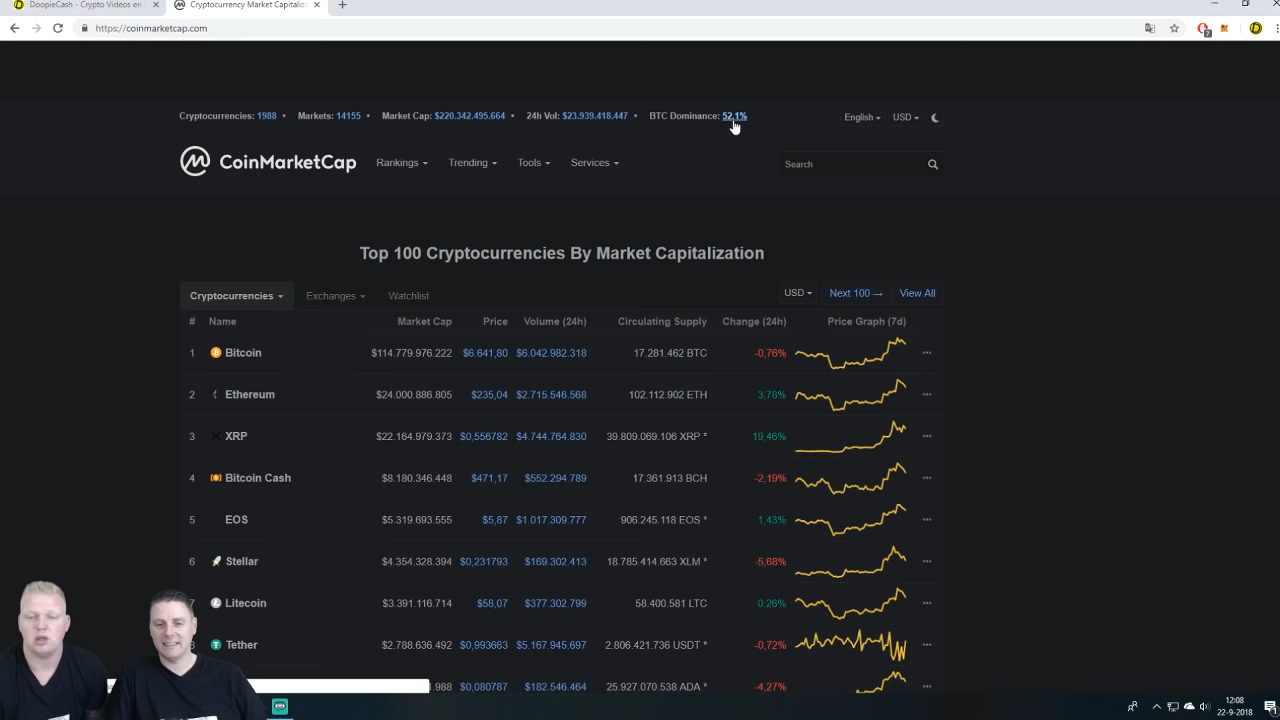 DoopieCash - Crypto Videos en
Cryptocurrency Market Capitaliz
https://coinmarketcap.com
7
Cryptocurrencies: 1988 • Markets: 14155 • Market Cap: $220.342.495.664 • 24h Vol: $23.939.418.447 • BTC Dominance: 52,1%
English USD
CoinMarketCap Rankings Trending Tools Services Search
Top 100 Cryptocurrencies By Market Capitalization
Cryptocurrencies Exchanges Watchlist USD Next 100 → View All
# Name Market Cap Price Volume (24h) Circulating Supply Change (24h) Price Graph (7d)
1 Bitcoin $114.779.976.222 $6.641,80 $6.042.982.318 17.281.462 BTC -0,76%
2 Ethereum $24.000.886.805 $235,04 $2.715.546.568 102.112.902 ETH 3,78%
3 XRP $22.164.979.373 $0,556782 $4.744.764.830 39.809.069.106 XRP * 19,46%
4 Bitcoin Cash $8.180.346.448 $471,17 $552.294.789 17.361.913 BCH -2,19%
5 EOS $5.319.693.555 $5,87 $1.017.309.777 906.245.118 EOS * 1,43%
6 Stellar $4.354.328.394 $0,231793 $169.302.413 18.785.414.663 XLM * -5,68%
7 Litecoin $3.391.116.714 $58,07 $377.302.799 58.400.581 LTC 0,26%
8 Tether $2.788.636.492 $0,993663 $5.167.945.697 2.806.421.736 USDT * -0,72%
.988 $0,080787 $182.546.464 25.927.070.538 ADA * -4,27%
12:08
22-9-2018